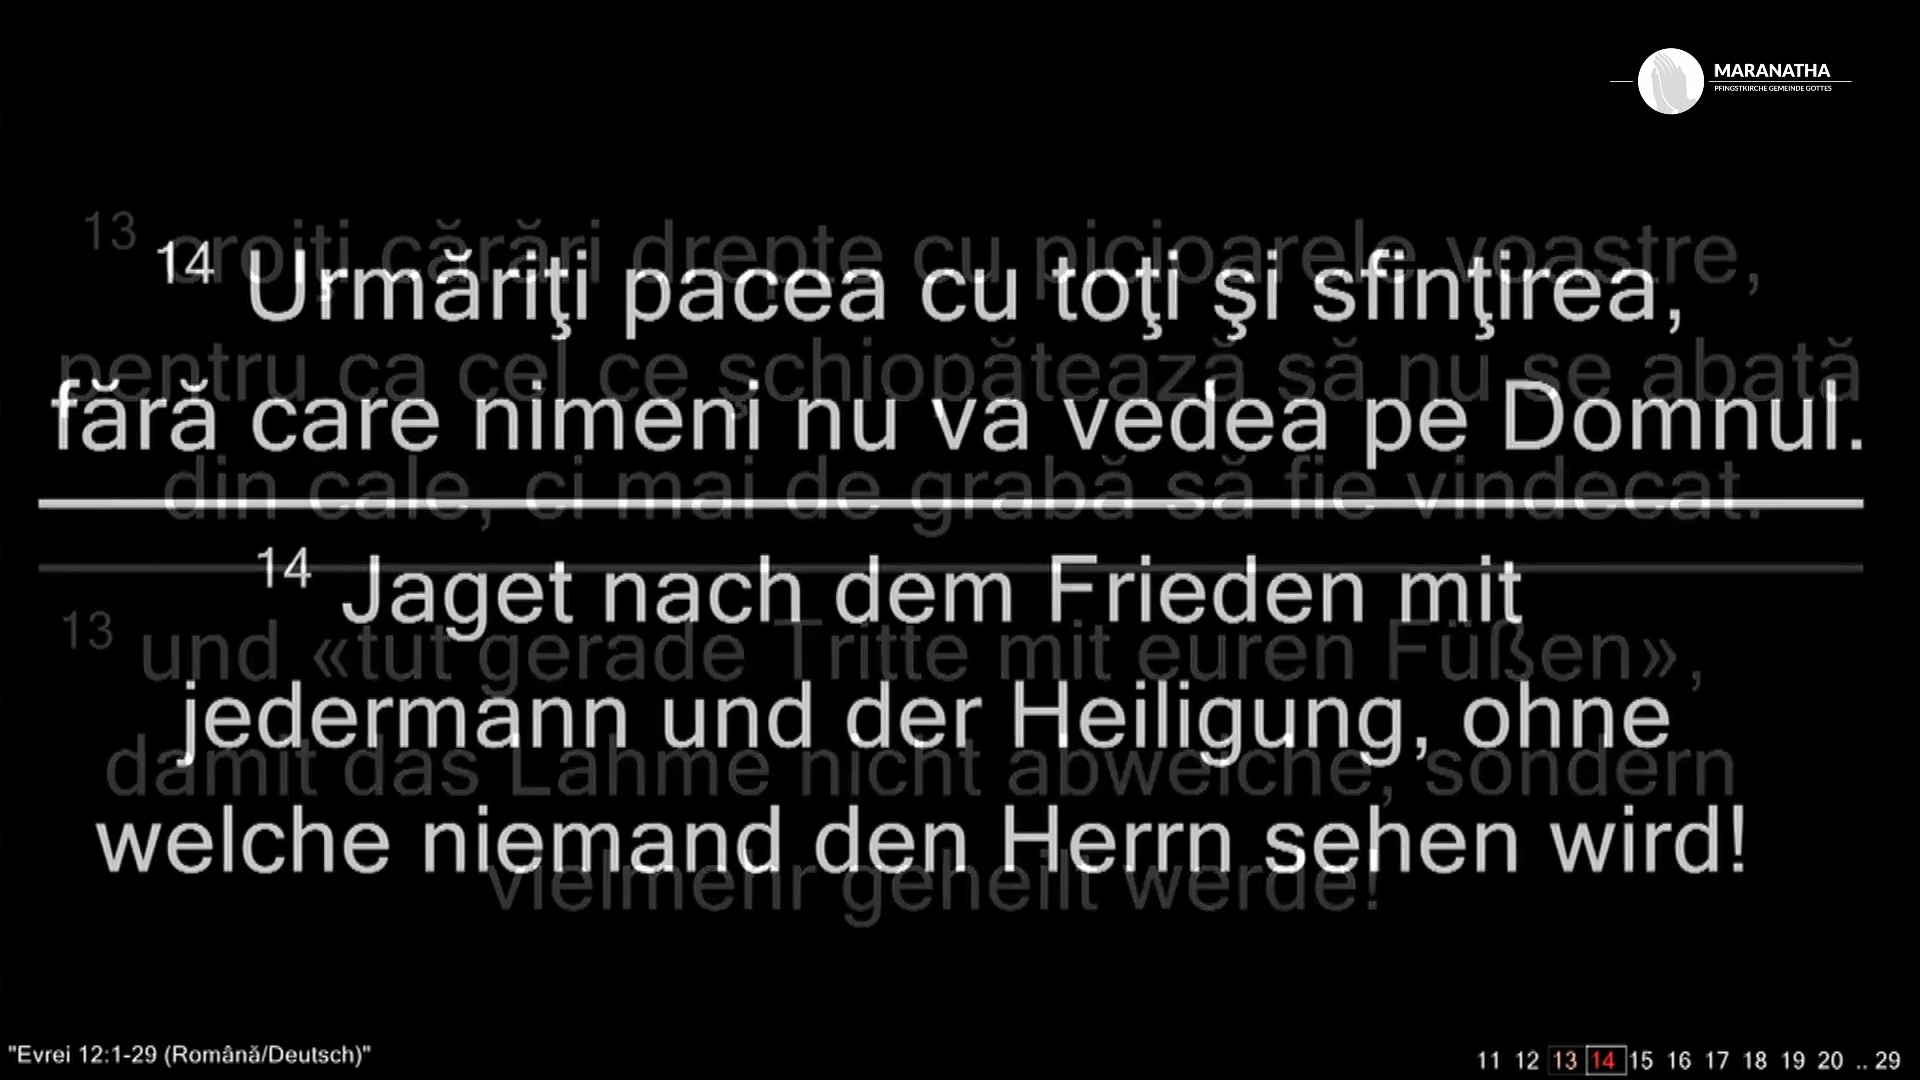 MARANATHA
PFINGSTKIRCHE GEMEINDE GOTTES
13 croiţi cărări drepte cu picioarele voastre,
14 Urmăriţi pacea cu toţi şi sfinţirea,
pentru ca cel ce şchiopătează să nu se abată
fără care nimeni nu va vedea pe Domnul.
din cale, ci mai de grabă să fie vindecat.
14 Jaget nach dem Frieden mit
13 und «tut gerade Tritte mit euren Füßen»,
jedermann und der Heiligung, ohne
damit das Lahme nicht abweiche, sondern
welche niemand den Herrn sehen wird!
vielmehr geheilt werde!
"Evrei 12:1-29 (Română/Deutsch)"
11 12 13 14 15 16 17 18 19 20 .. 29